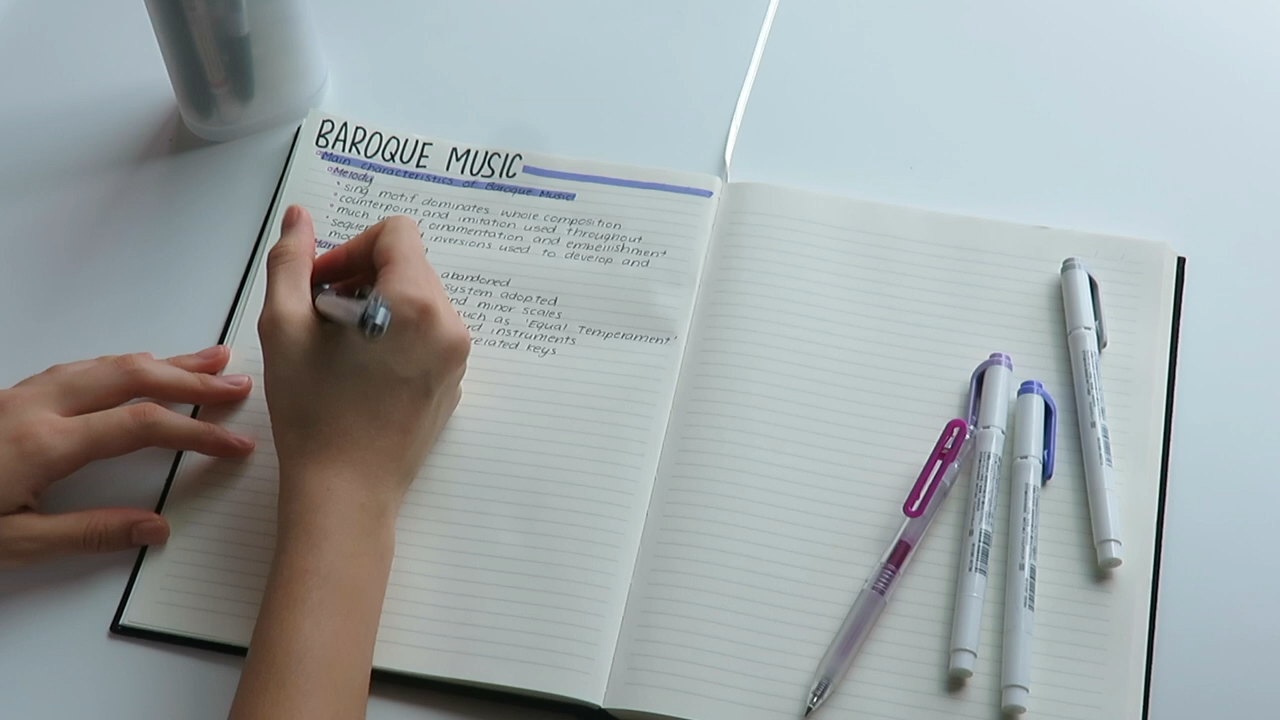 BAROQUE MUSIC
Main characteristics of Baroque Music
Melody
sing motif dominates whole composition
counterpoint and imitation used throughout
much use of ornamentation and embellishment
inversions used to develop and
abandoned
system adopted
and minor scales
such as 'Equal Temperament'
instruments
related keys